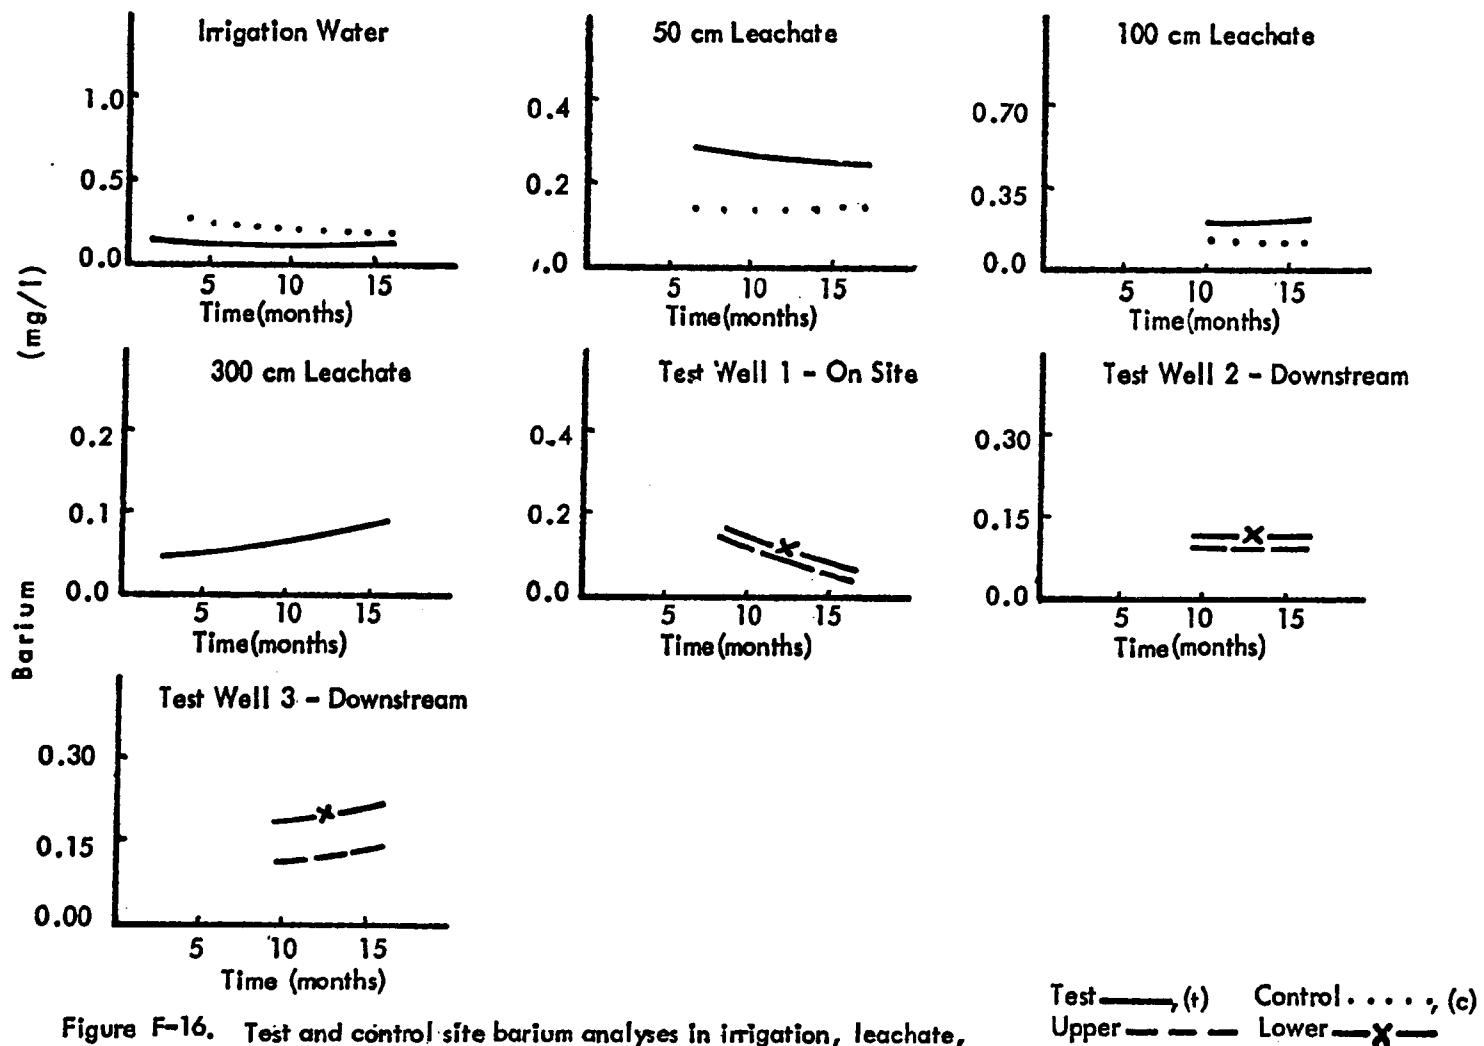 Irrigation Water
1.0
0.5
0.0
5 10 15
Time(months)
50 cm Leachate
0.4
0.2
.0
5 10 15
Time(months)
100 cm Leachate
0.70
0.35
0.0
5 10 15
Time(months)
Barium (mg/l)
300 cm Leachate
0.2
0.1
0.0
5 10 15
Time(months)
Test Well 1 - On Site
0.4
0.2
0.0
5 10 15
Time(months)
Test Well 2 - Downstream
0.30
0.15
0.0
5 10 15
Time(months)
Test Well 3 - Downstream
0.30
0.15
0.00
5 10 15
Time (months)
Test, (t) Control, (c)
Upper Lower X
Figure F-16. Test and control site barium analyses in irrigation, leachate,